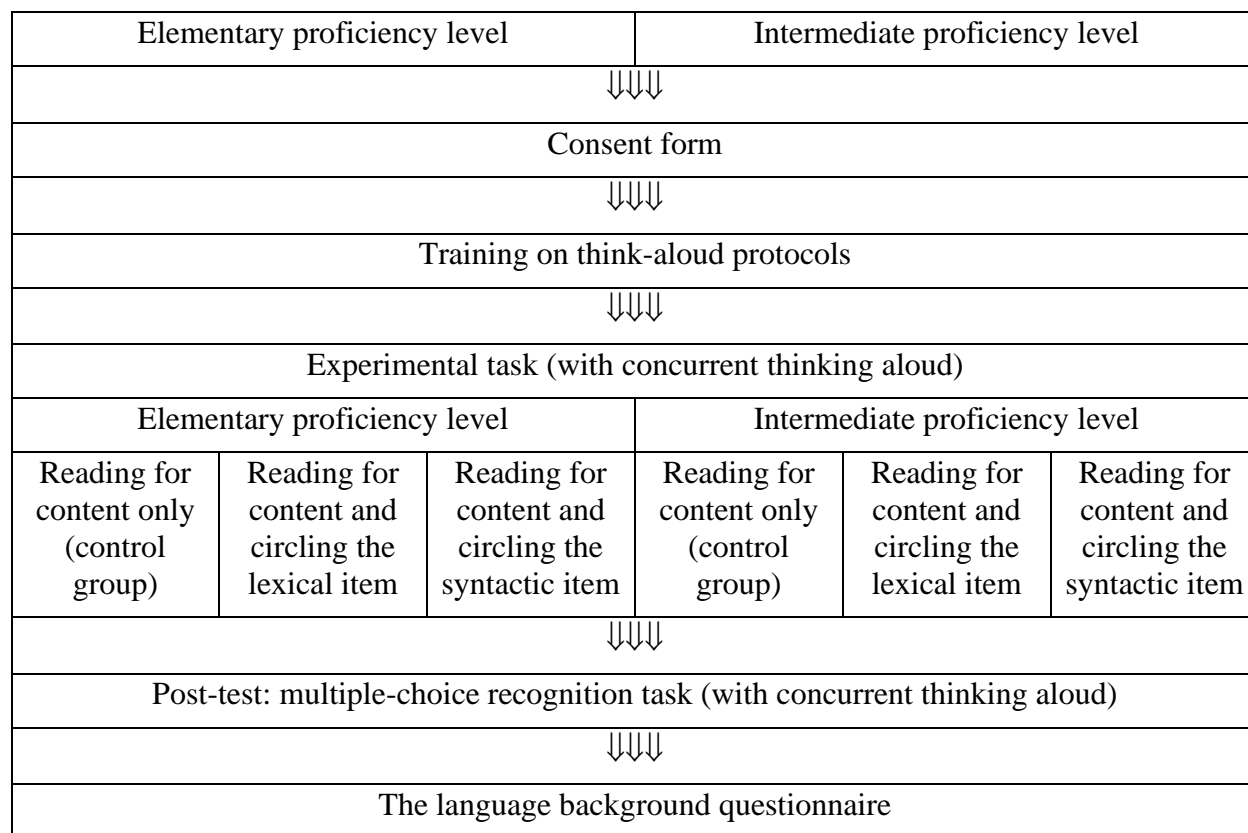 Elementary proficiency level Intermediate proficiency level
⇓⇓⇓
Consent form
⇓⇓⇓
Training on think-aloud protocols
⇓⇓⇓
Experimental task (with concurrent thinking aloud)
Elementary proficiency level Intermediate proficiency level
Reading for
content only
(control
group)
Reading for
content and
circling the
lexical item
Reading for
content and
circling the
syntactic item
Reading for
content only
(control
group)
Reading for
content and
circling the
lexical item
Reading for
content and
circling the
syntactic item
⇓⇓⇓
Post-test: multiple-choice recognition task (with concurrent thinking aloud)
⇓⇓⇓
The language background questionnaire